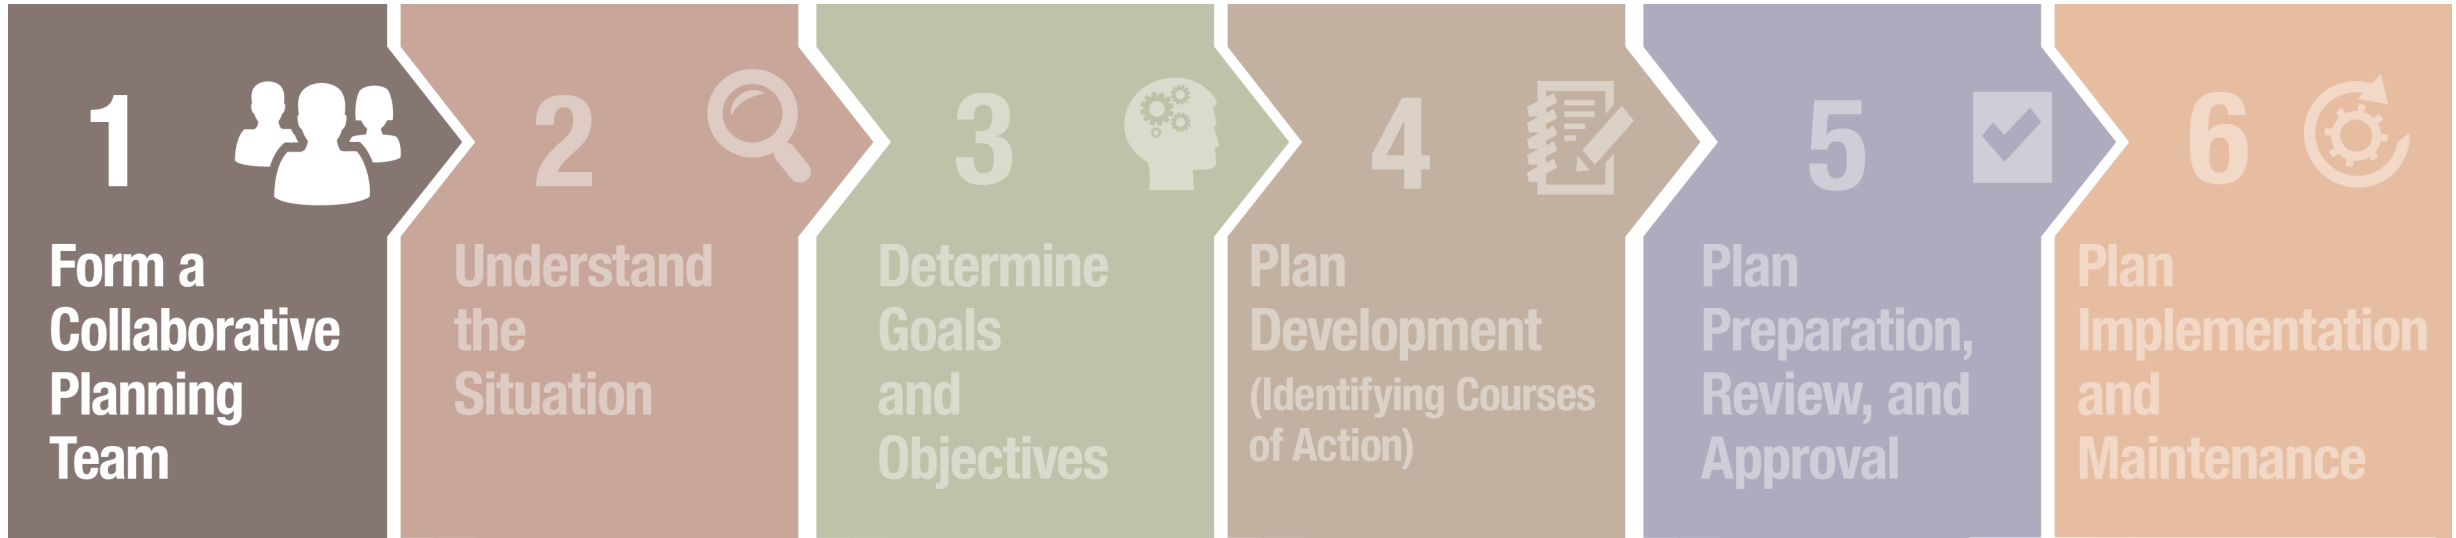 1
Form a
Collaborative
Planning
Team
2
Understand
the
Situation
3
Determine
Goals
and
Objectives
4
Plan
Development
(Identifying Courses
of Action)
5
Plan
Preparation,
Review, and
Approval
6
Plan
Implementation
and
Maintenance